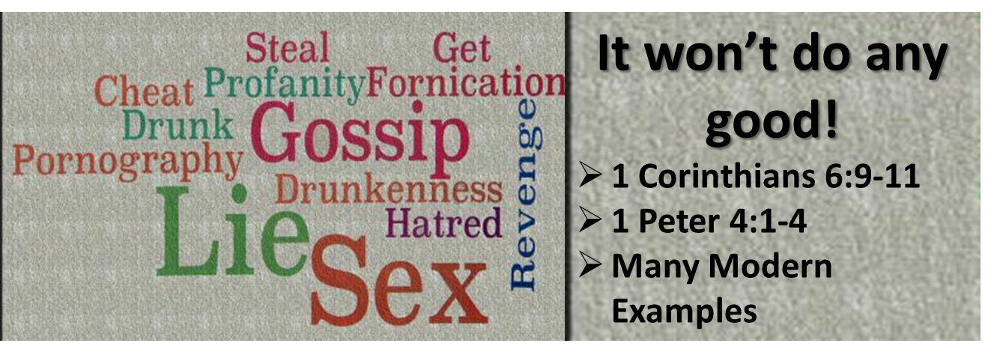 Steal Get
Cheat Profanity Fornication
Drunk Gossip
Pornography
Drunkenness
Revenge
Lie Hatred
Sex
It won’t do any
good!
➢ 1 Corinthians 6:9-11
➢ 1 Peter 4:1-4
➢ Many Modern
Examples